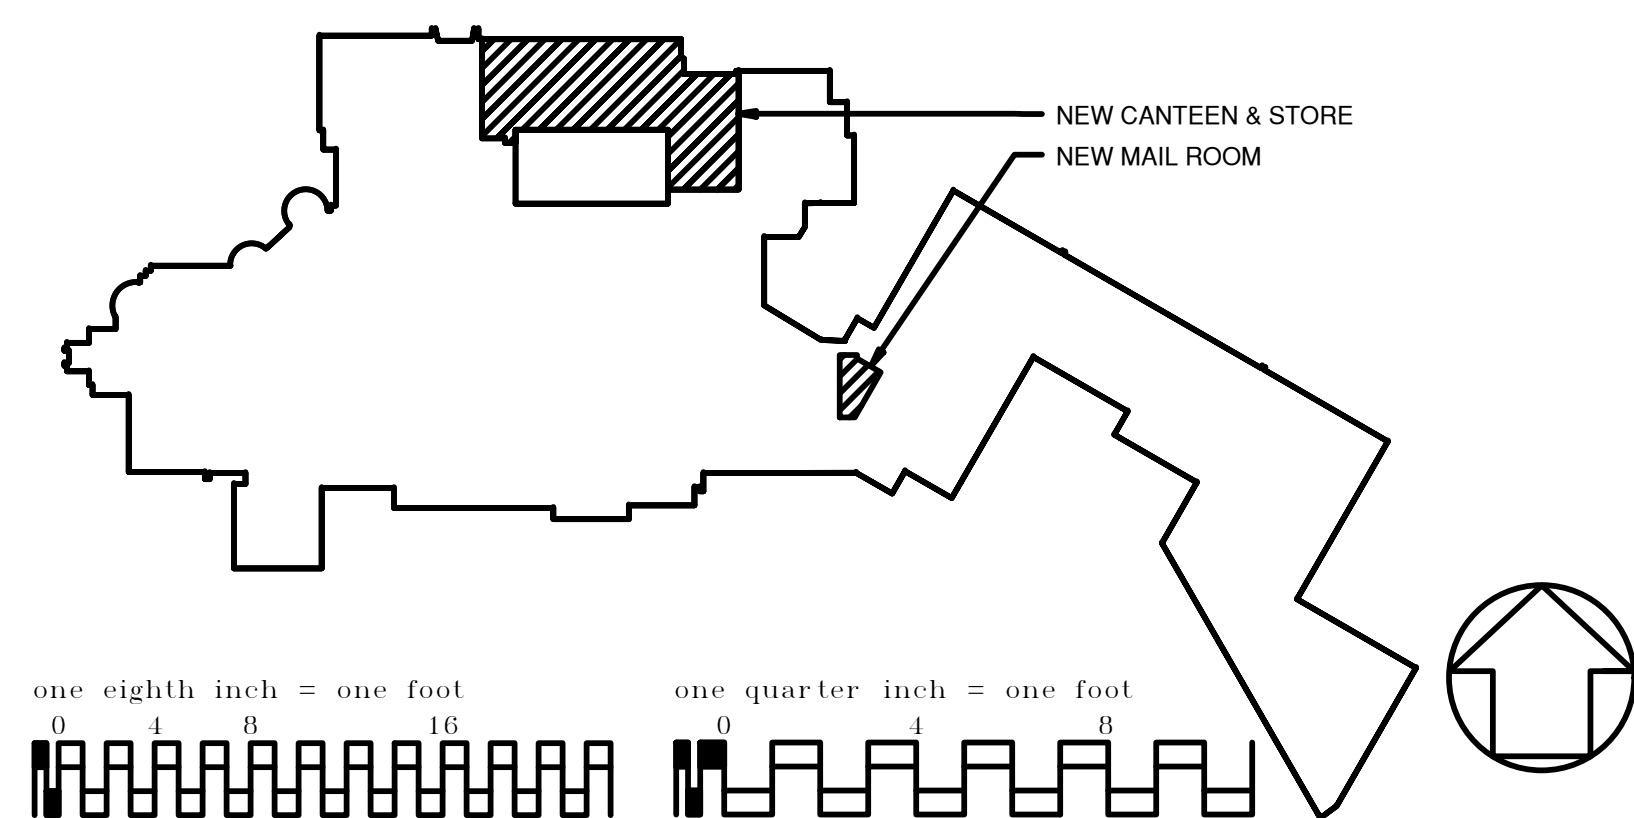 NEW CANTEEN & STORE
NEW MAIL ROOM
one eighth inch = one foot
0 4 8 16
one quarter inch = one foot
0 4 8